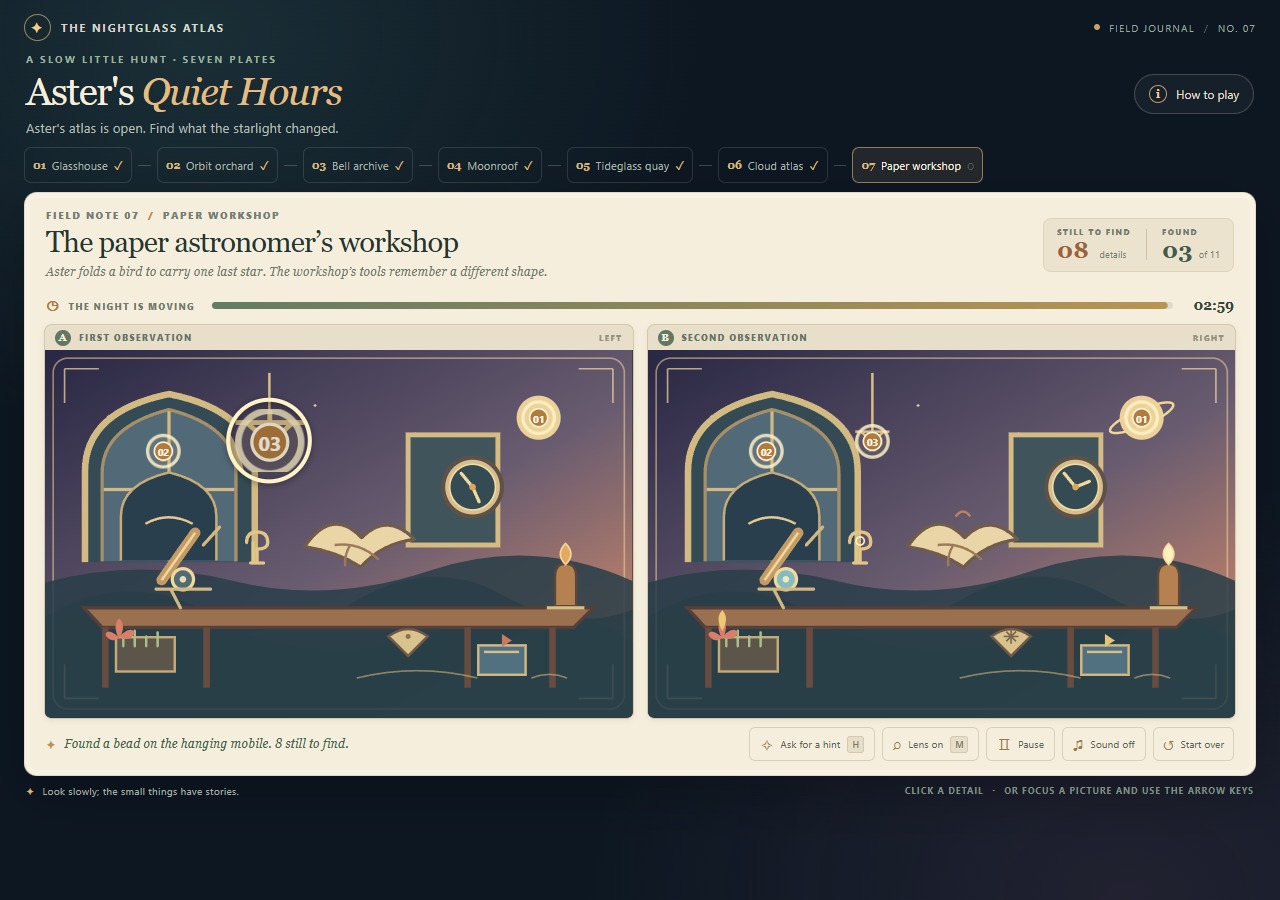 THE NIGHTGLASS ATLAS
FIELD JOURNAL / NO. 07
A SLOW LITTLE HUNT · SEVEN PLATES
Aster's Quiet Hours
How to play
Aster's atlas is open. Find what the starlight changed.
01 Glasshouse ✓
02 Orbit orchard ✓
03 Bell archive ✓
04 Moonroof ✓
05 Tideglass quay ✓
06 Cloud atlas ✓
07 Paper workshop
FIELD NOTE 07 / PAPER WORKSHOP
The paper astronomer’s workshop
Aster folds a bird to carry one last star. The workshop’s tools remember a different shape.
STILL TO FIND
08 details
FOUND
03 of 11
THE NIGHT IS MOVING
02:59
A FIRST OBSERVATION
LEFT
B SECOND OBSERVATION
RIGHT
01
02
03
01
02
03
Found a bead on the hanging mobile. 8 still to find.
Ask for a hint H
Lens on M
Pause
Sound off
Start over
Look slowly; the small things have stories.
CLICK A DETAIL · OR FOCUS A PICTURE AND USE THE ARROW KEYS